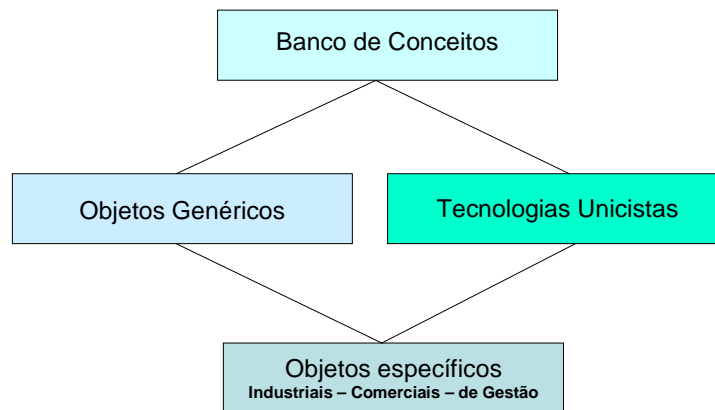 Banco de Conceitos
Objetos Genéricos
Tecnologias Unicistas
Objetos específicos
Industriais – Comerciais – de Gestão